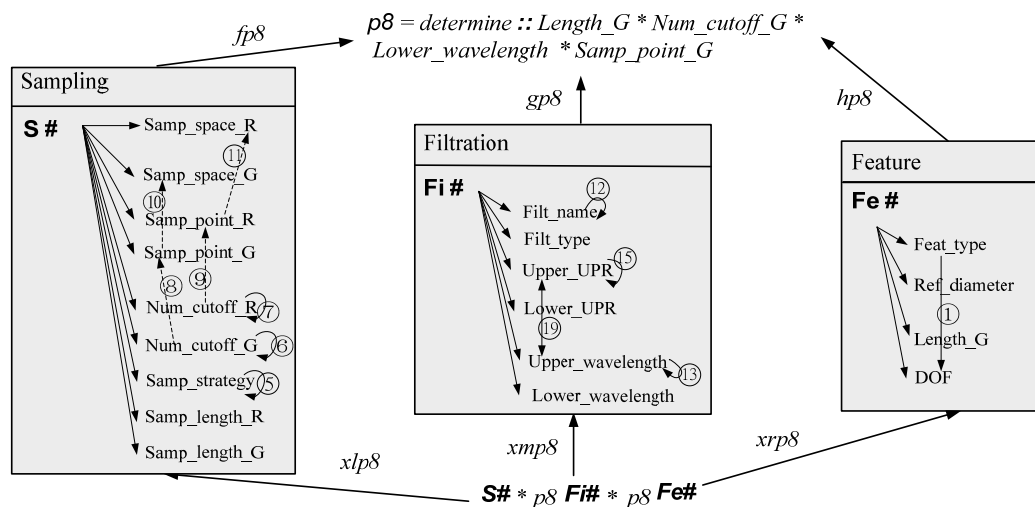 p8 = determine :: Length_G * Num_cutoff_G *
Lower_wavelength * Samp_point_G
fp8
gp8
hp8
Sampling
S #
Samp_space_R
⑪
Samp_space_G
⑩
Samp_point_R
Samp_point_G
⑧
⑨
Num_cutoff_R
⑦
Num_cutoff_G
⑥
Samp_strategy
⑤
Samp_length_R
Samp_length_G
Filtration
Fi #
⑫
Filt_name
Filt_type
Upper_UPR
⑮
Lower_UPR
⑲
Upper_wavelength
⑬
Lower_wavelength
Feature
Fe #
Feat_type
Ref_diameter
①
Length_G
DOF
xlp8
xmp8
xrp8
S# * p8 Fi# * p8 Fe#